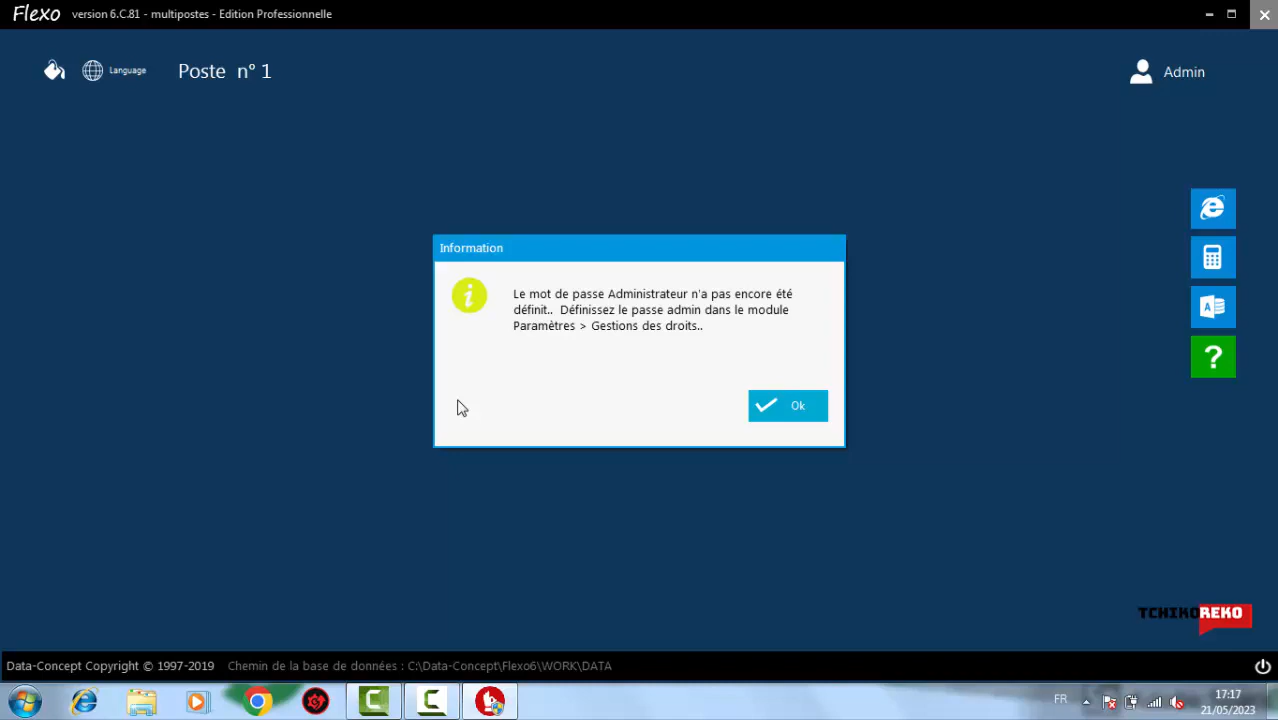 Flexo version 6.C.81 - multipostes - Edition Professionnelle
Language
Poste n° 1
Admin
Information
Le mot de passe Administrateur n'a pas encore été
définit.. Définissez le passe admin dans le module
Paramètres > Gestions des droits..
Ok
TCHIKOREKO
Data-Concept Copyright © 1997-2019 Chemin de la base de données : C:\Data-Concept\Flexo6\WORK\DATA
FR
17:17
21/05/2023